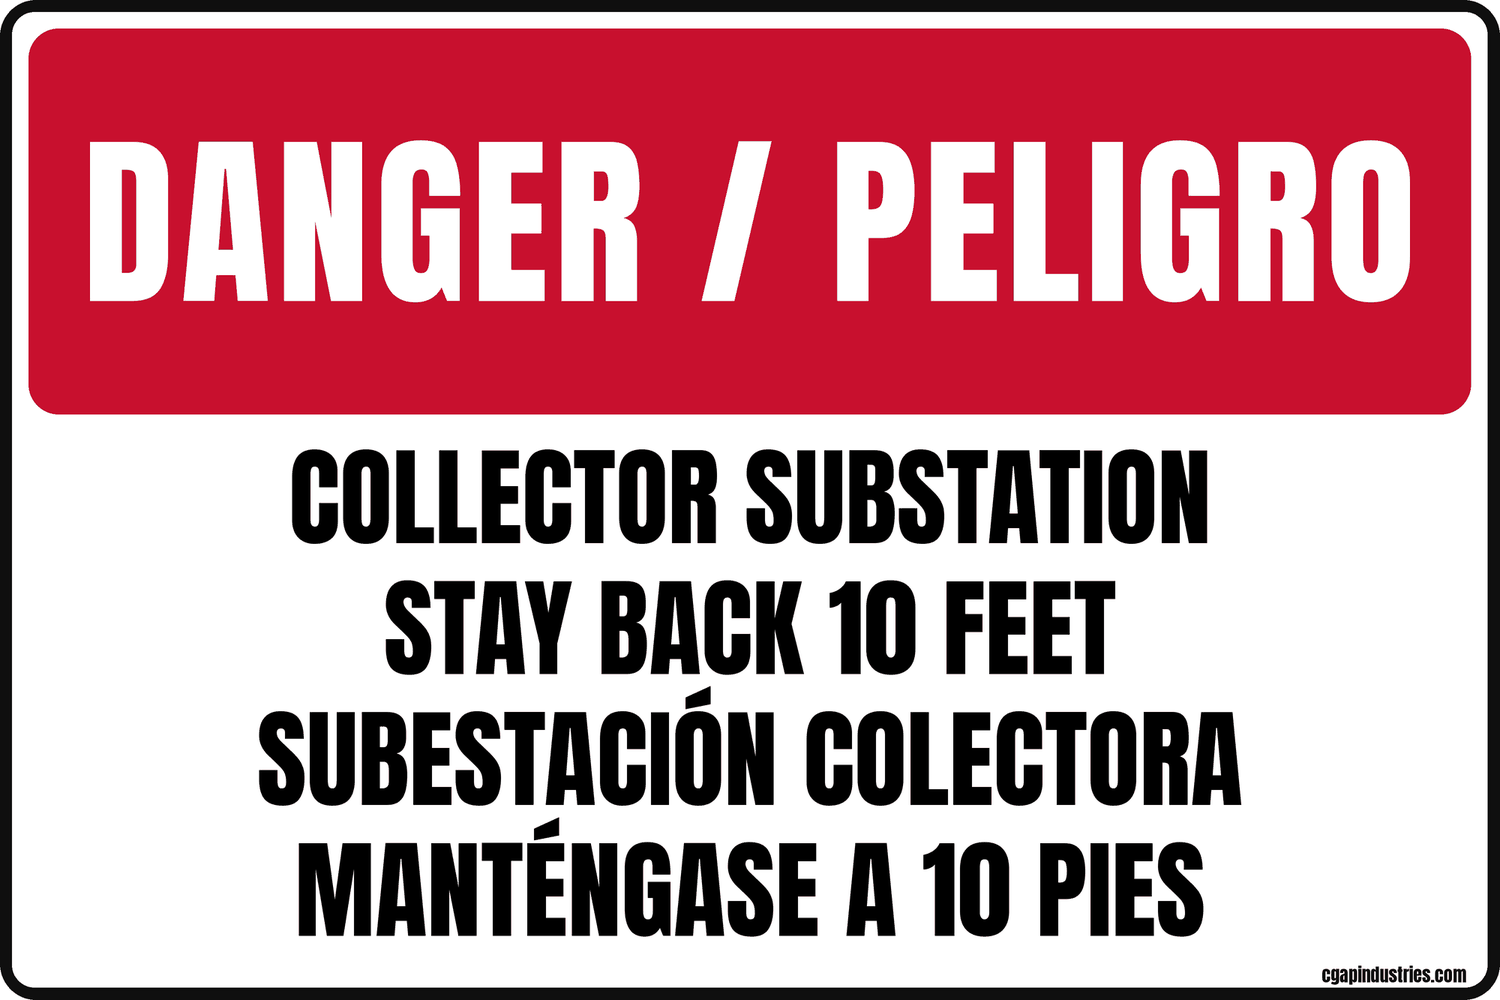 DANGER / PELIGRO
COLLECTOR SUBSTATION
STAY BACK 10 FEET
SUBESTACIÓN COLECTORA
MANTÉNGASE A 10 PIES
cgapindustries.com